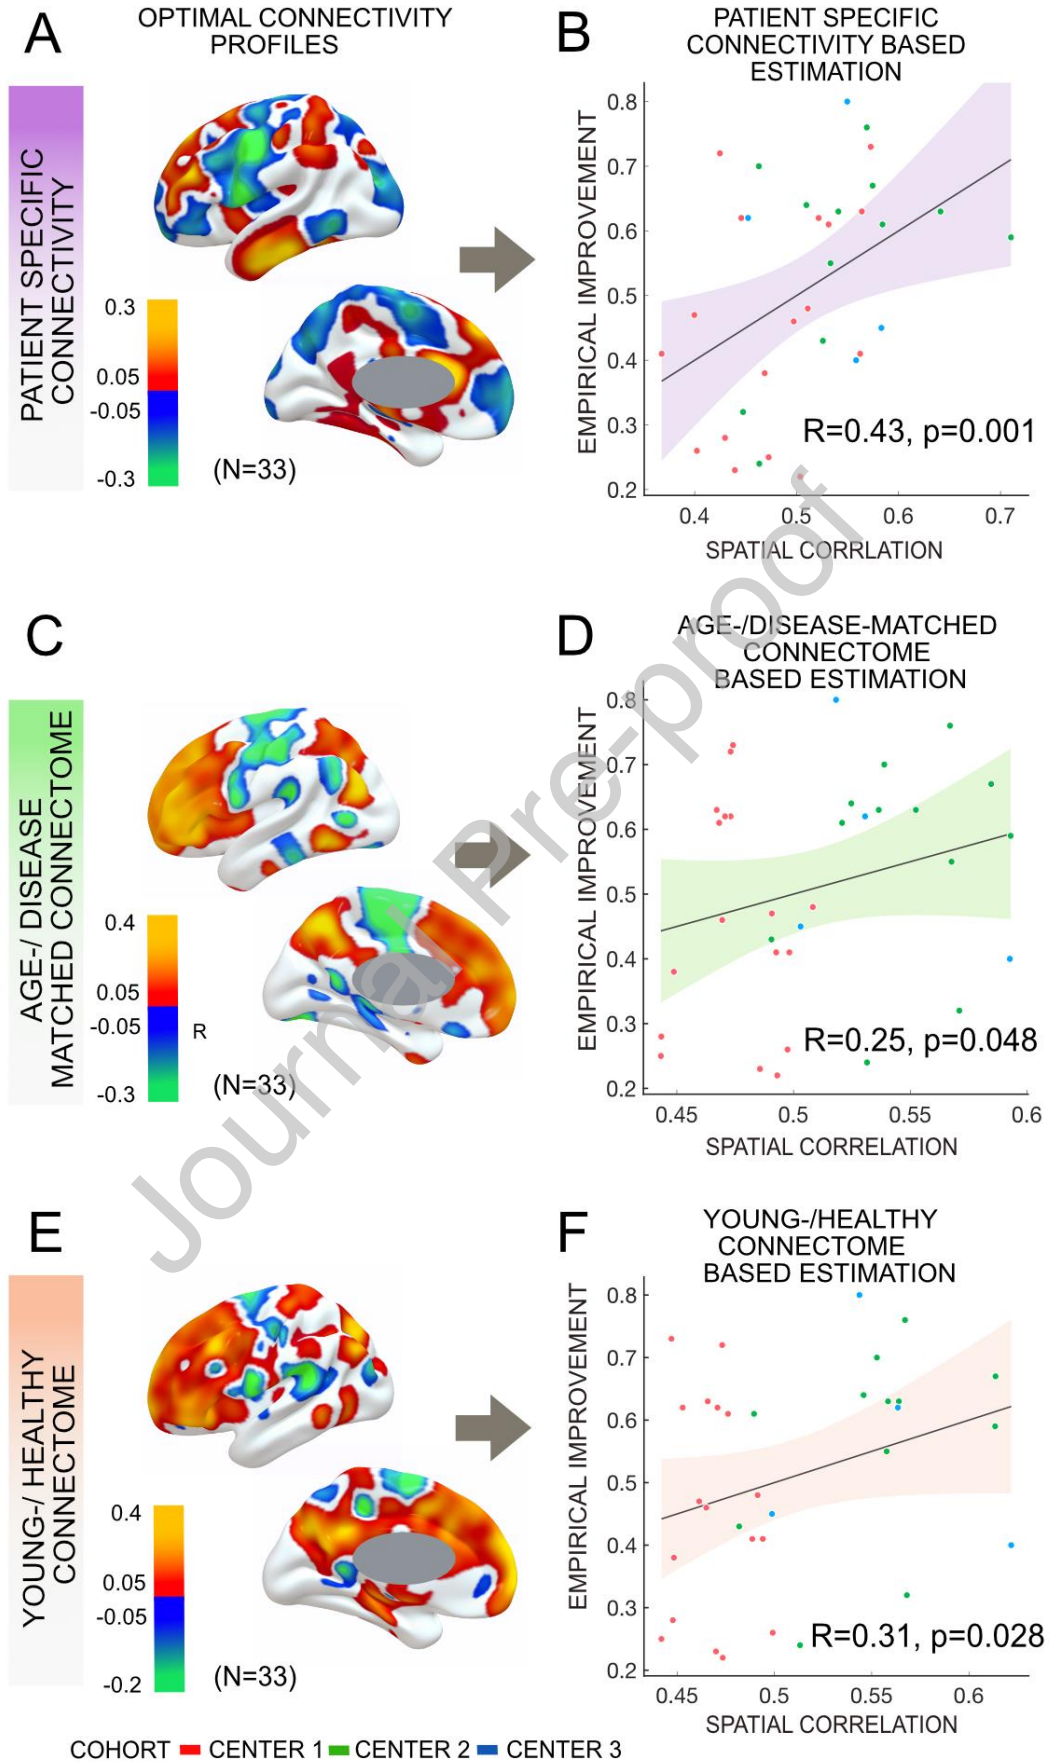 A
OPTIMAL CONNECTIVITY
PROFILES
PATIENT SPECIFIC
CONNECTIVITY
0.3
0.05
-0.05
-0.3
(N=33)
B
PATIENT SPECIFIC
CONNECTIVITY BASED
ESTIMATION
EMPIRICAL IMPROVEMENT
0.8
0.7
0.6
0.5
0.4
0.3
0.2
R=0.43, p=0.001
0.4
0.5
0.6
0.7
SPATIAL CORRLATION
C
AGE-/ DISEASE
MATCHED CONNECTOME
0.4
0.05
-0.05
-0.3
R
(N=33)
D
AGE-/DISEASE-MATCHED
CONNECTOME
BASED ESTIMATION
EMPIRICAL IMPROVEMENT
0.8
0.7
0.6
0.5
0.4
0.3
0.2
R=0.25, p=0.048
0.45
0.5
0.55
0.6
SPATIAL CORRELATION
E
YOUNG-/ HEALTHY
CONNECTOME
0.4
0.05
-0.05
-0.2
(N=33)
F
YOUNG-/HEALTHY
CONNECTOME
BASED ESTIMATION
EMPIRICAL IMPROVEMENT
0.8
0.7
0.6
0.5
0.4
0.3
0.2
R=0.31, p=0.028
0.45
0.5
0.55
0.6
SPATIAL CORRELATION
COHORT CENTER 1 CENTER 2 CENTER 3
Journal Pre-proof